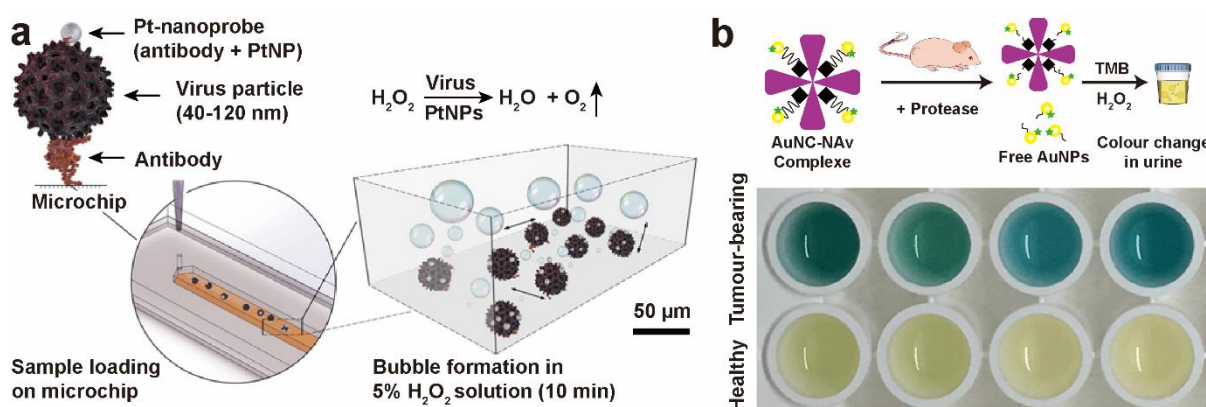 a
Pt-nanoprobe
(antibody + PtNP)
Virus particle
(40-120 nm)
Antibody
Microchip
Sample loading
on microchip
H₂O₂ Virus PtNPs H₂O + O₂
50 µm
Bubble formation in
5% H₂O₂ solution (10 min)
b
AuNC-NAv
Complexe
+ Protease
Free AuNPs
TMB
H₂O₂
Colour change
in urine
Tumour-bearing
Healthy